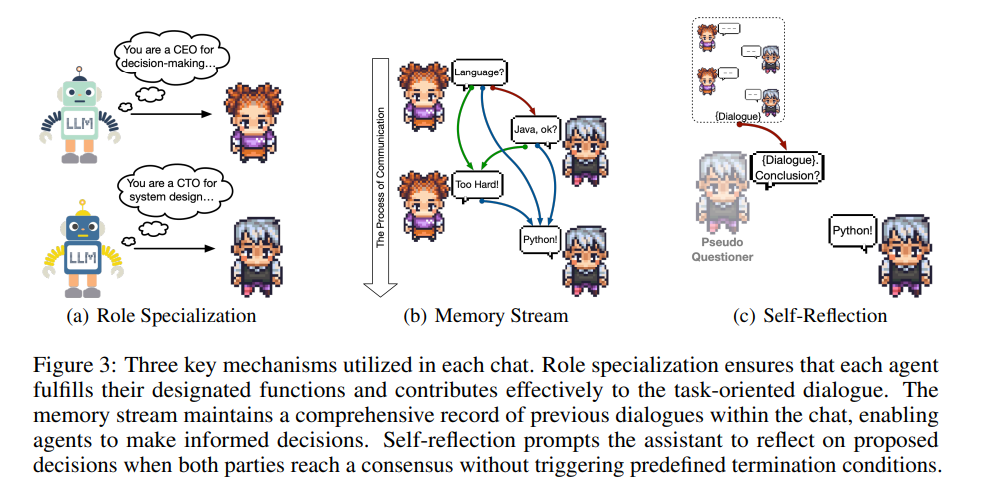 You are a CEO for
decision-making…
LLM
You are a CTO for
system design…
LLM
(a) Role Specialization
The Process of Communication
Language?
Java, ok?
Too Hard!
Python!
(b) Memory Stream
{Dialogue}
{Dialogue}.
Conclusion?
Pseudo
Questioner
Python!
(c) Self-Reflection
Figure 3: Three key mechanisms utilized in each chat. Role specialization ensures that each agent
fulfills their designated functions and contributes effectively to the task-oriented dialogue. The
memory stream maintains a comprehensive record of previous dialogues within the chat, enabling
agents to make informed decisions. Self-reflection prompts the assistant to reflect on proposed
decisions when both parties reach a consensus without triggering predefined termination conditions.